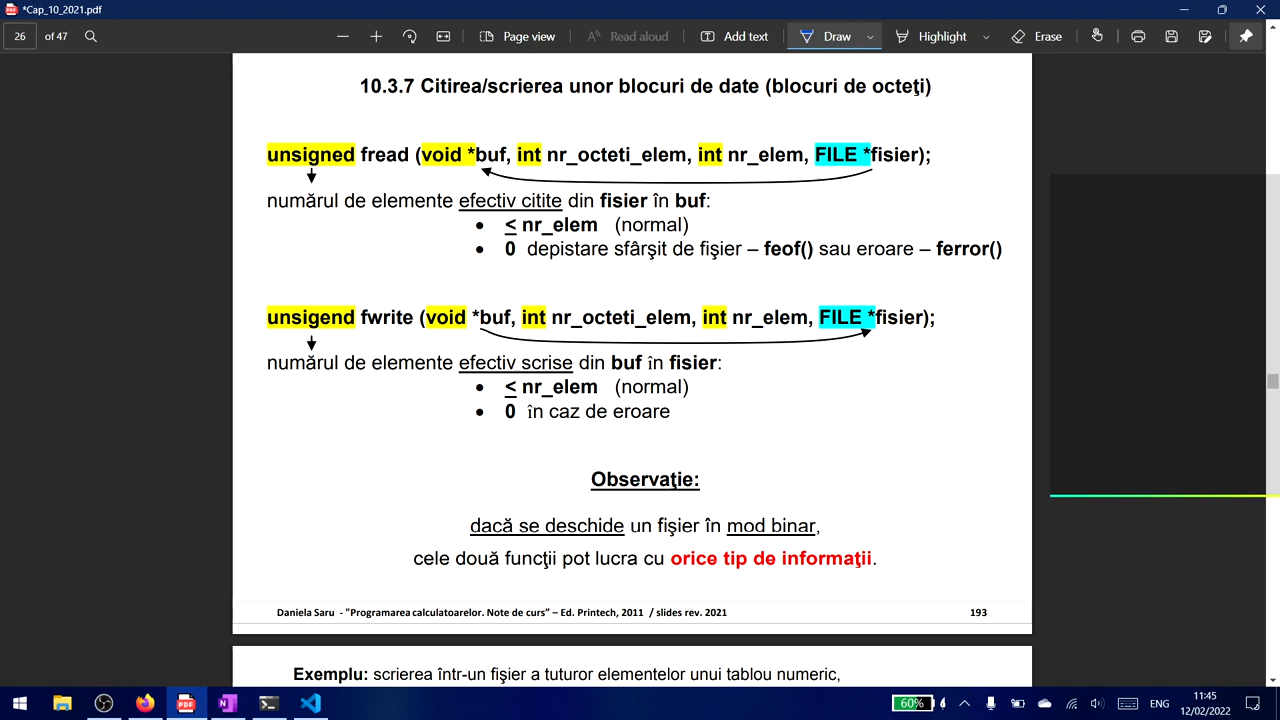 *Cap_10_2021.pdf
26 of 47 Page view Read aloud Add text Draw Highlight Erase
10.3.7 Citirea/scrierea unor blocuri de date (blocuri de octeţi)
unsigned fread (void *buf, int nr_octeti_elem, int nr_elem, FILE *fisier);
numărul de elemente efectiv citite din fisier în buf:
• < nr_elem (normal)
• 0 depistare sfârşit de fişier – feof() sau eroare – ferror()
unsigend fwrite (void *buf, int nr_octeti_elem, int nr_elem, FILE *fisier);
numărul de elemente efectiv scrise din buf în fisier:
• < nr_elem (normal)
• 0 în caz de eroare
Observaţie:
dacă se deschide un fişier în mod binar,
cele două funcţii pot lucra cu orice tip de informaţii.
Daniela Saru - "Programarea calculatoarelor. Note de curs” – Ed. Printech, 2011 / slides rev. 2021 193
Exemplu: scrierea într-un fişier a tuturor elementelor unui tablou numeric,
60% ENG 11:45
12/02/2022